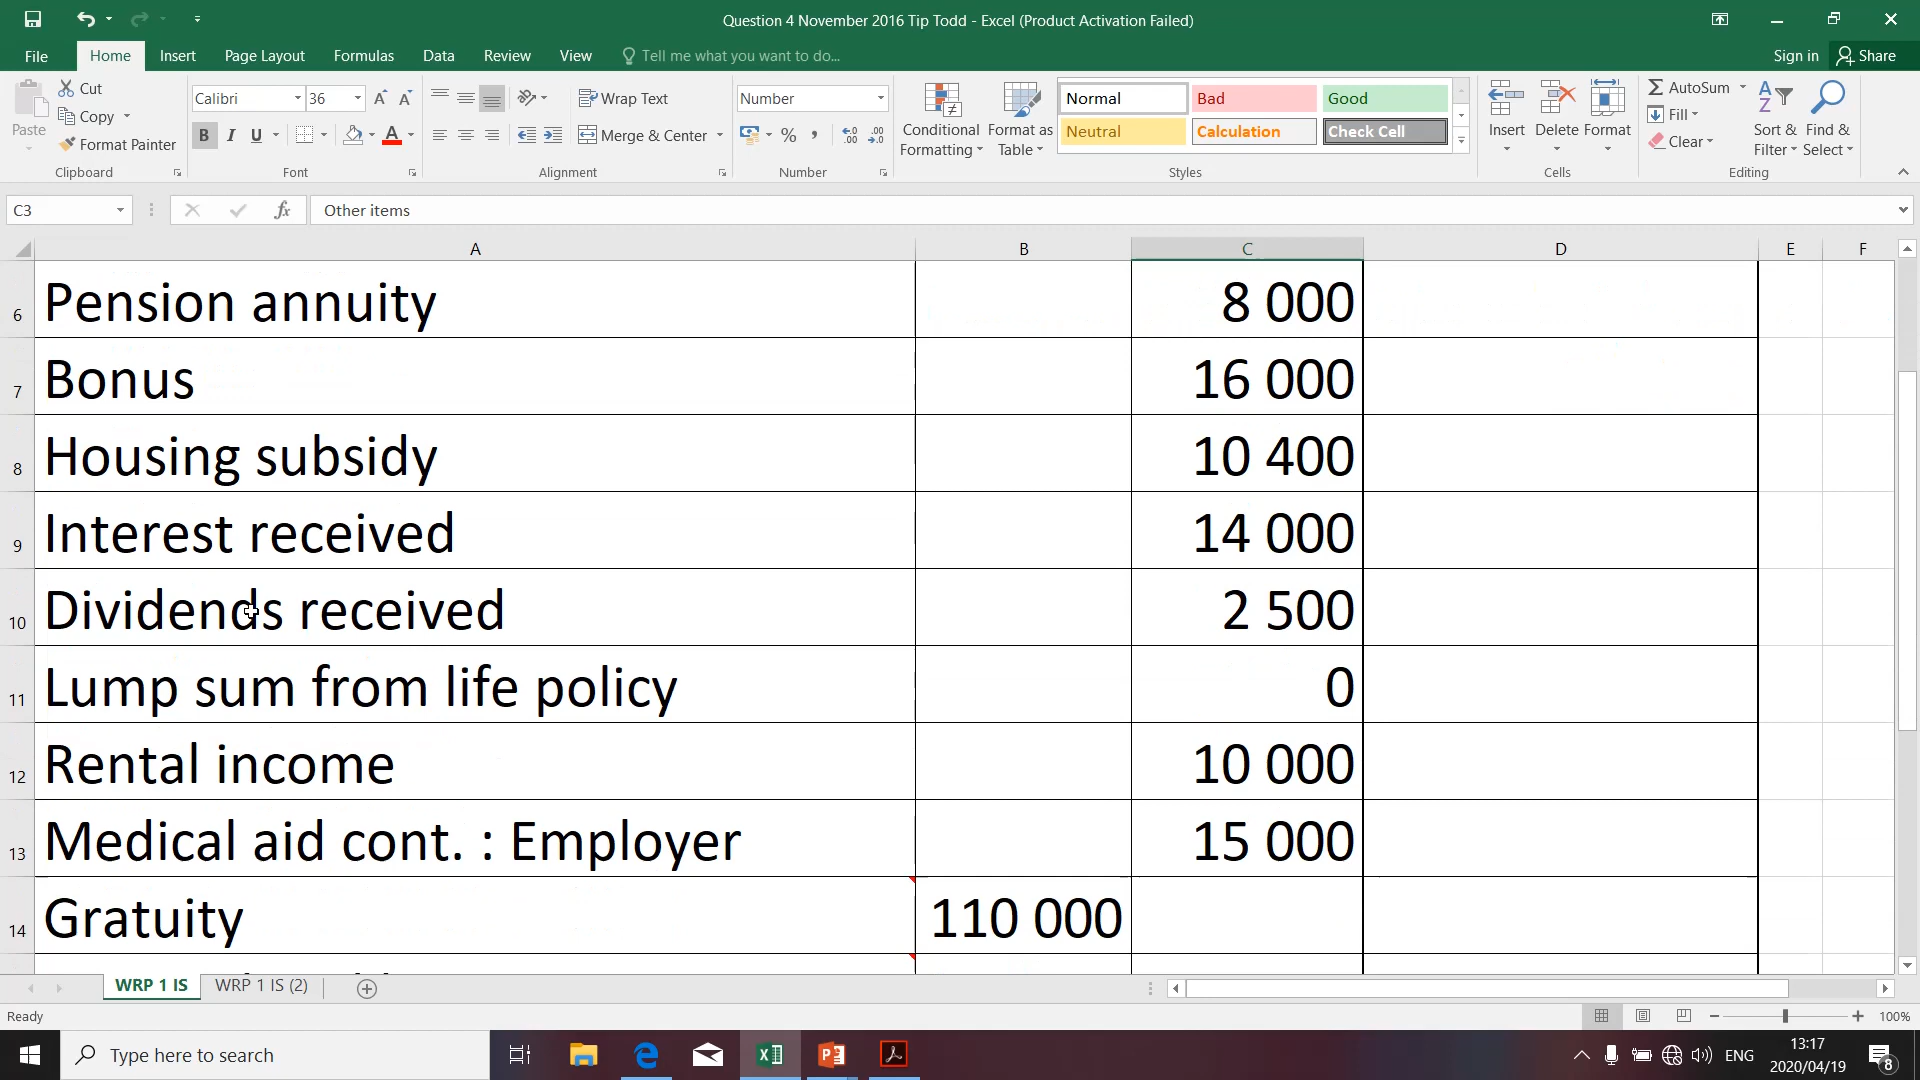 Question 4 November 2016 Tip Todd - Excel (Product Activation Failed)
File Home Insert Page Layout Formulas Data Review View Tell me what you want to do... Sign in Share
Paste
Cut
Copy
Format Painter
Clipboard
Calibri 36
B I U
Font
Wrap Text
Merge & Center
Alignment
Number
%
Number
Conditional Formatting
Format as Table
Normal Bad Good
Neutral Calculation Check Cell
Styles
Insert Delete Format
Cells
AutoSum
Fill
Clear
Sort & Filter
Find & Select
Editing
C3 fx Other items
A B C D E F
6 Pension annuity 8 000
7 Bonus 16 000
8 Housing subsidy 10 400
9 Interest received 14 000
10 Dividends received 2 500
11 Lump sum from life policy 0
12 Rental income 10 000
13 Medical aid cont. : Employer 15 000
14 Gratuity 110 000
WRP 1 IS WRP 1 IS (2)
Ready 100%
Type here to search
ENG
13:17
2020/04/19
8